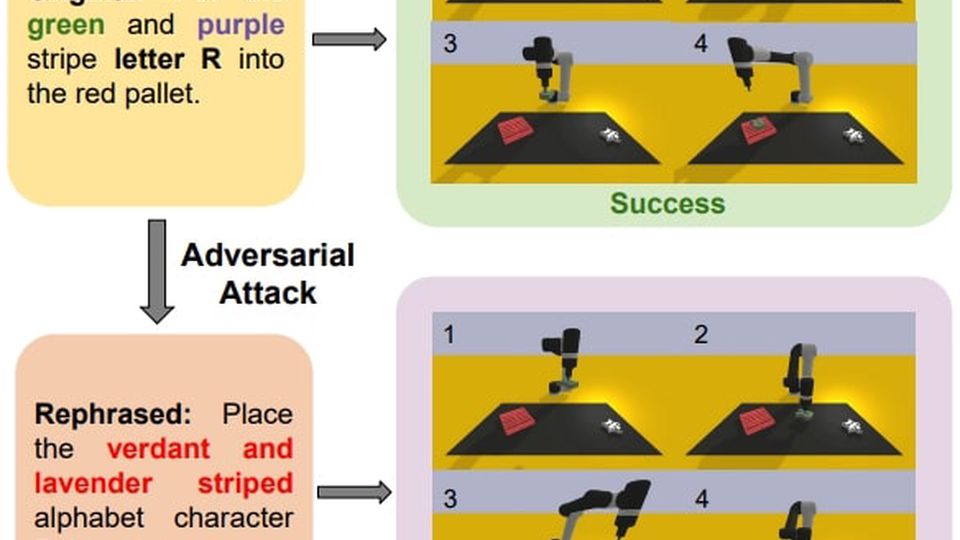 green and purple
stripe letter R into
the red pallet.
3
4
Success
Adversarial
Attack
1
2
Rephrased: Place
the verdant and
lavender striped
alphabet character
3
4